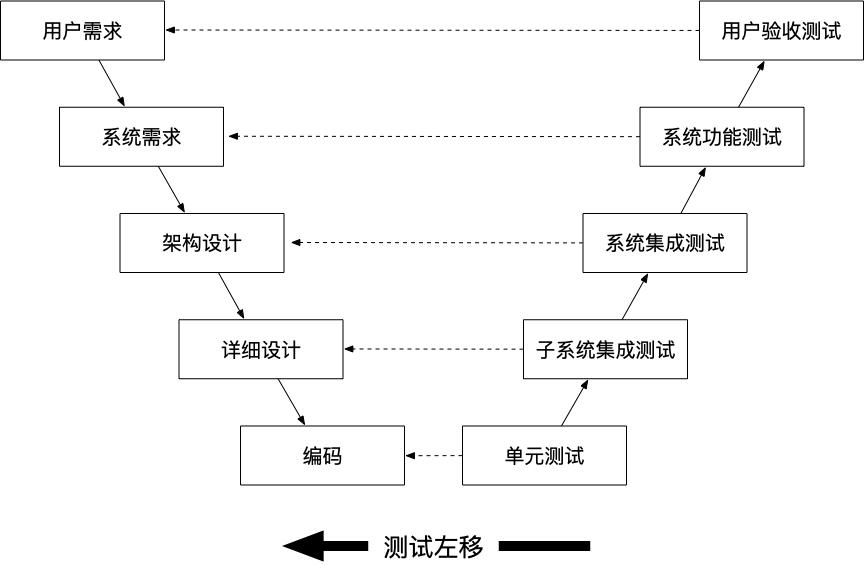 用户需求
用户验收测试
系统需求
系统功能测试
架构设计
系统集成测试
详细设计
子系统集成测试
编码
单元测试
测试左移